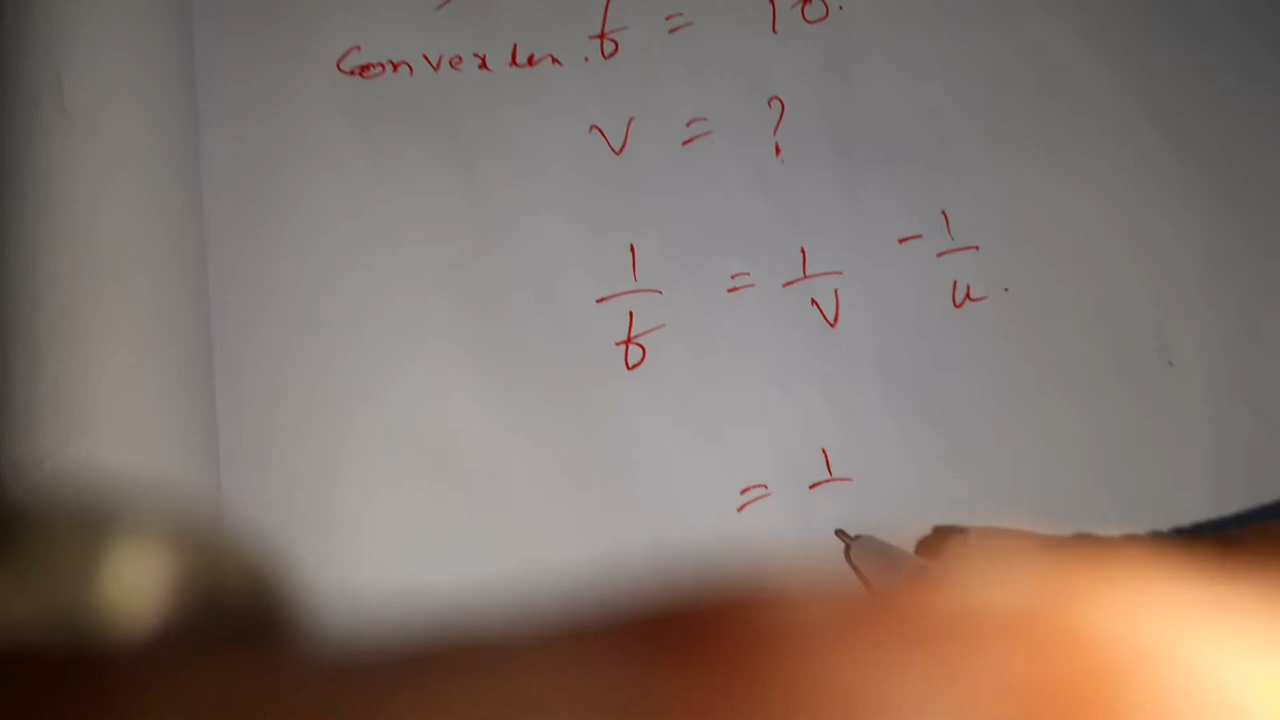 Convex len. f = 10.
v = ?
1/f = 1/v - 1/u.
= 1/